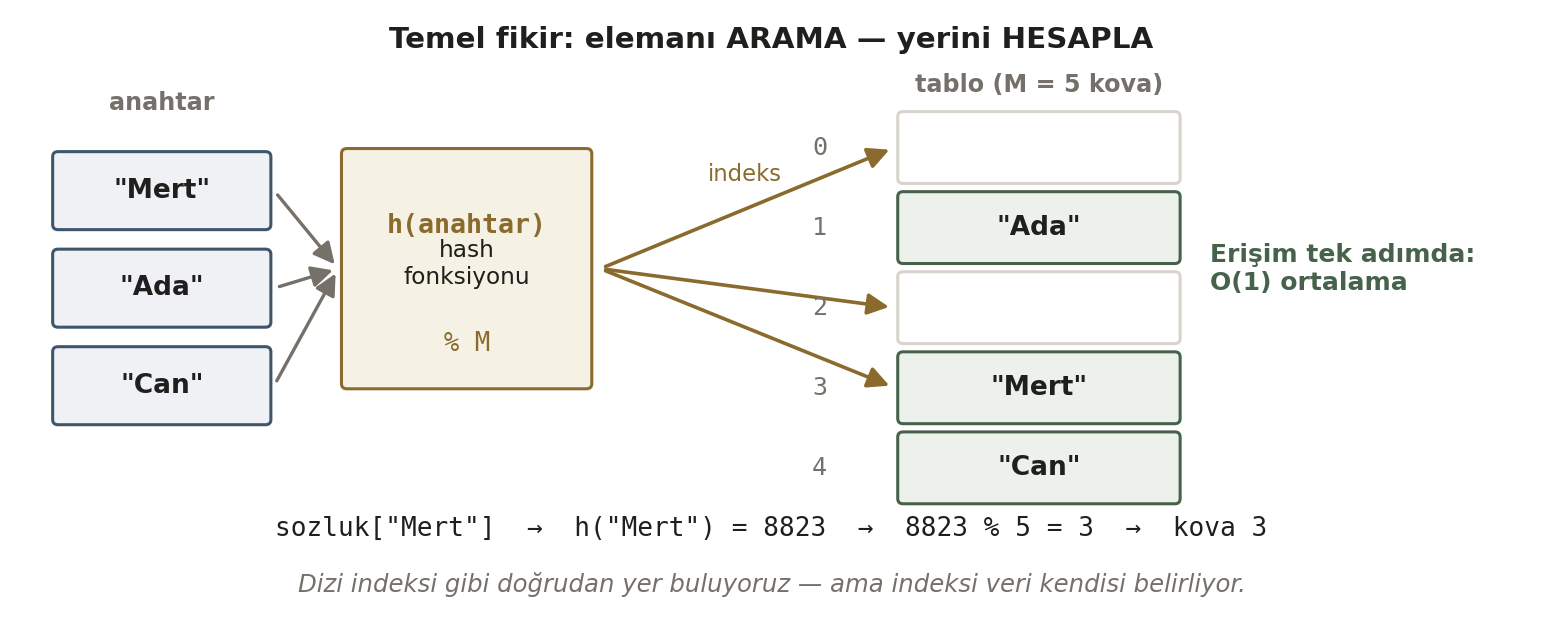 Temel fikir: elemanı ARAMA — yerini HESAPLA
anahtar
tablo (M = 5 kova)
"Mert"
"Ada"
"Can"
h(anahtar)
hash
fonksiyonu
% M
indeks
0
1
"Ada"
2
3
"Mert"
4
"Can"
Erişim tek adımda:
O(1) ortalama
sozluk["Mert"] → h("Mert") = 8823 → 8823 % 5 = 3 → kova 3
Dizi indeksi gibi doğrudan yer buluyoruz — ama indeksi veri kendisi belirliyor.